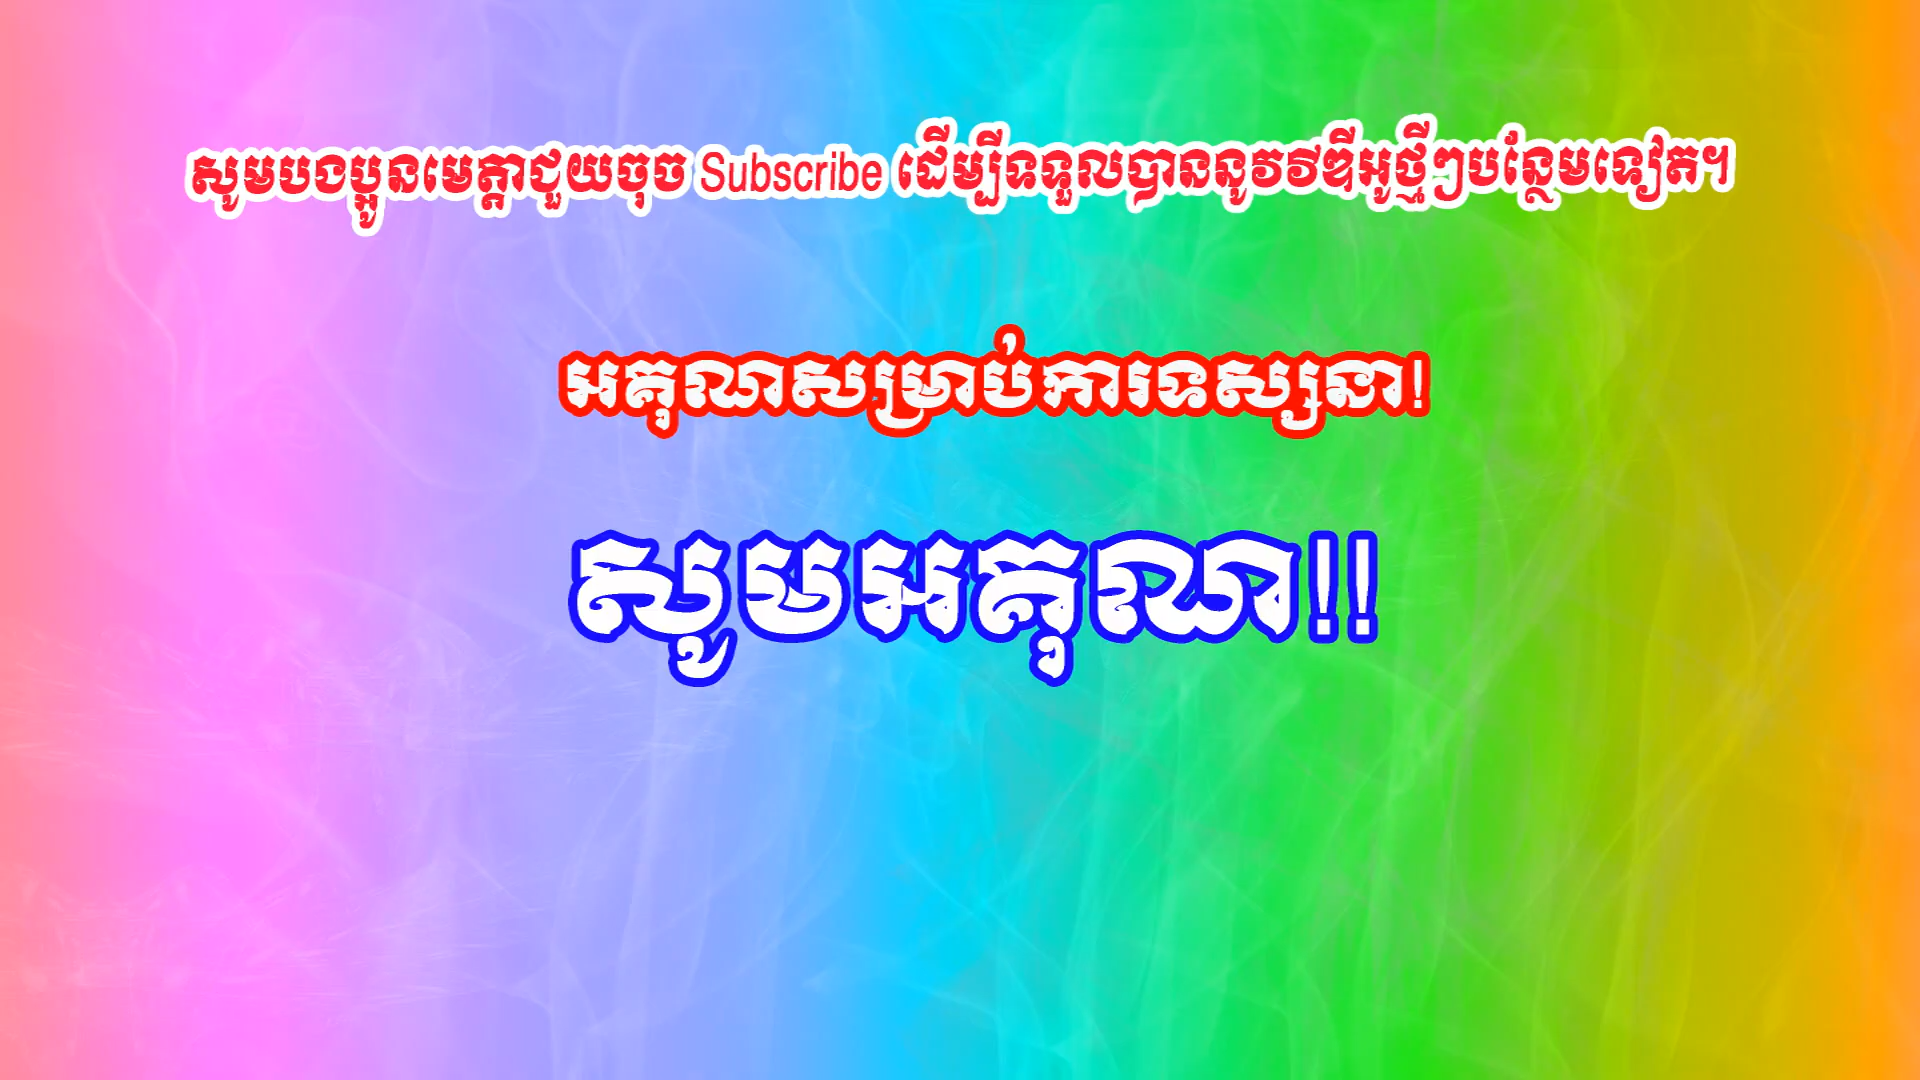 សូមបងប្អូនមេត្តាជួយចុច Subscribe ដើម្បីទទួលបាននូវវីឌីអូថ្មីៗបន្ថែមទៀត។
អគុណសម្រាប់ការទស្សនា!
សូមអគុណ!!